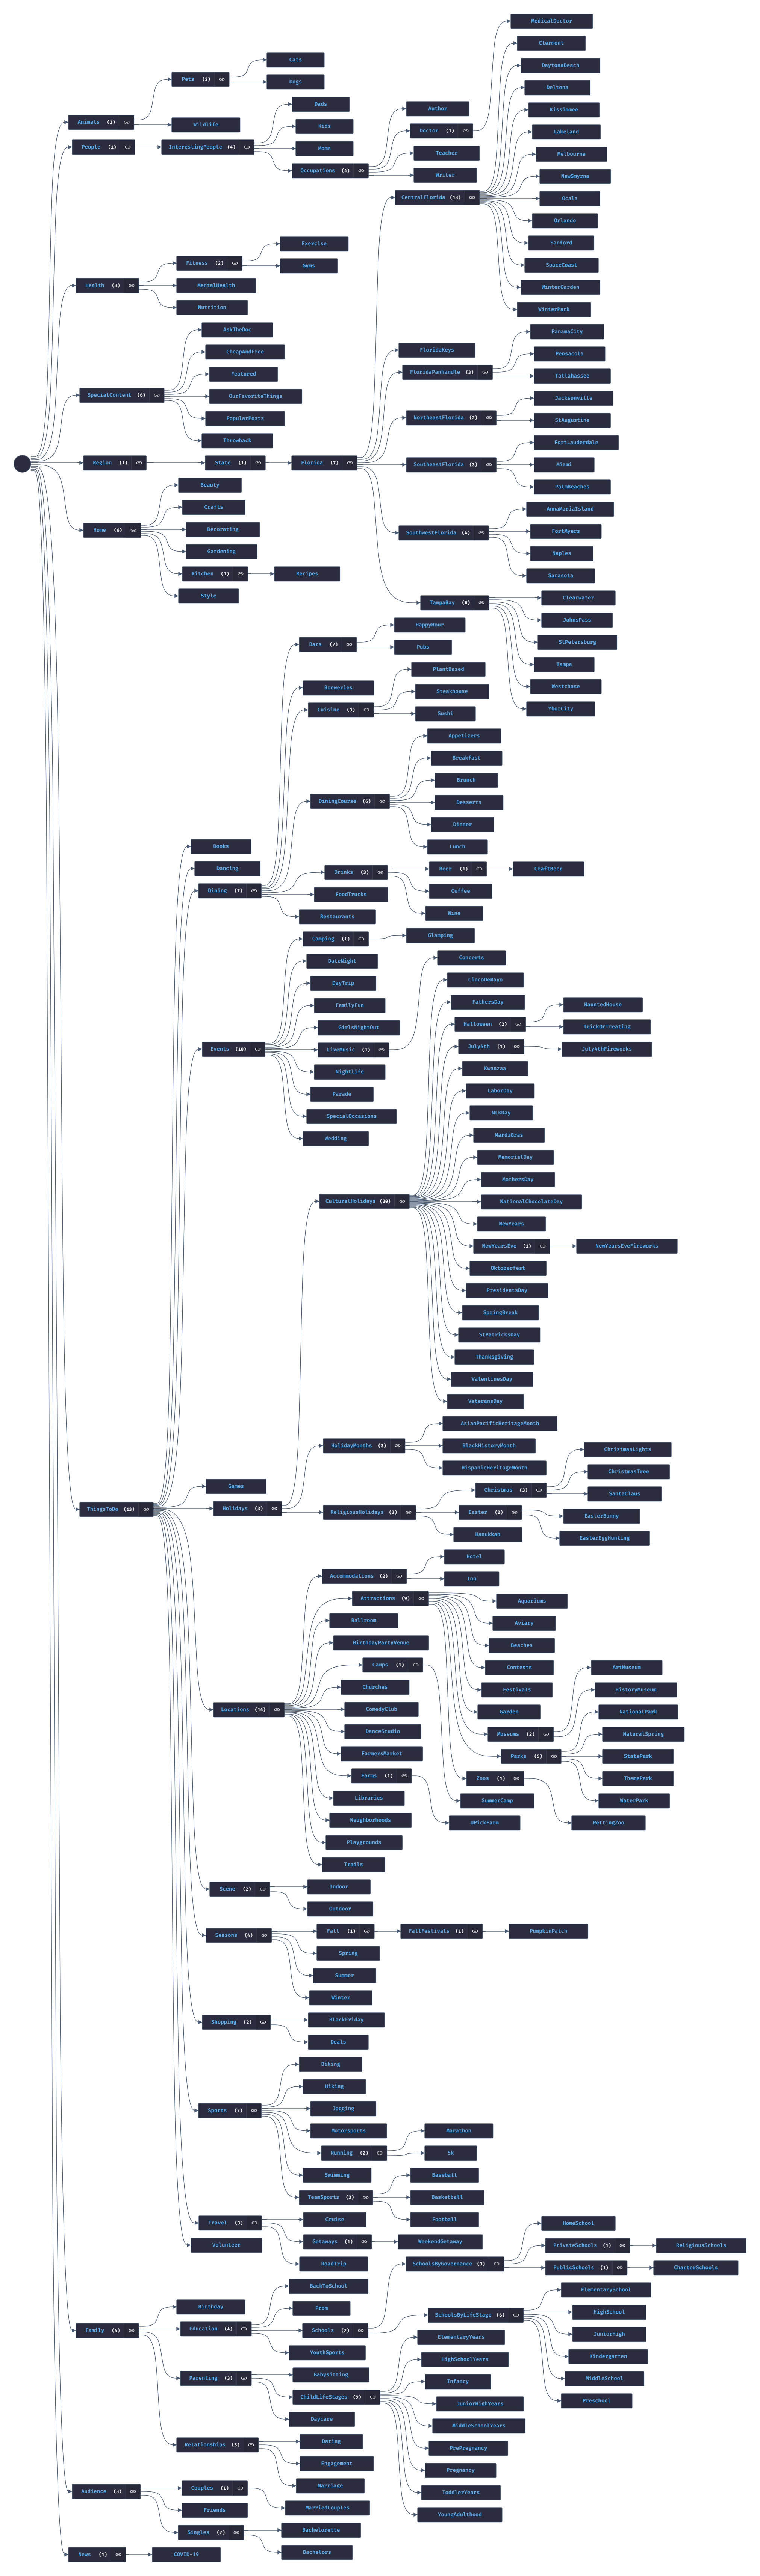 MedicalDoctor
Clermont
Cats
DaytonaBeach
Pets (2)
Dogs
Deltona
Dads
Author
Kissimmee
Animals (2)
Wildlife
Kids
Doctor (1)
Lakeland
People (1)
InterestingPeople (4)
Moms
Teacher
Melbourne
Occupations (4)
Writer
NewSmyrna
CentralFlorida (13)
Ocala
Orlando
Exercise
Sanford
Fitness (2)
Gyms
SpaceCoast
Health (3)
MentalHealth
WinterGarden
Nutrition
WinterPark
AskTheDoc
PanamaCity
CheapAndFree
FloridaKeys
Pensacola
Featured
FloridaPanhandle (3)
Tallahassee
SpecialContent (6)
OurFavoriteThings
Jacksonville
PopularPosts
NortheastFlorida (2)
StAugustine
Throwback
FortLauderdale
Region (1)
State (1)
Florida (7)
SoutheastFlorida (3)
Miami
Beauty
PalmBeaches
Crafts
AnnaMariaIsland
Home (6)
Decorating
SouthwestFlorida (4)
FortMyers
Gardening
Naples
Kitchen (1)
Recipes
Sarasota
Style
TampaBay (6)
Clearwater
HappyHour
JohnsPass
Bars (2)
Pubs
StPetersburg
Tampa
Breweries
PlantBased
Westchase
Cuisine (3)
Steakhouse
YborCity
Sushi
Appetizers
Breakfast
Brunch
DiningCourse (6)
Desserts
Dinner
Books
Lunch
Dancing
Drinks (3)
Beer (1)
CraftBeer
Dining (7)
FoodTrucks
Coffee
Restaurants
Wine
Camping (1)
Glamping
DateNight
Concerts
DayTrip
CincoDeMayo
FamilyFun
FathersDay
HauntedHouse
GirlsNightOut
Halloween (2)
TrickOrTreating
Events (10)
LiveMusic (1)
July4th (1)
July4thFireworks
Nightlife
Kwanzaa
Parade
LaborDay
SpecialOccasions
MLKDay
Wedding
MardiGras
MemorialDay
MothersDay
CulturalHolidays (20)
NationalChocolateDay
NewYears
NewYearsEve (1)
NewYearsEveFireworks
Oktoberfest
PresidentsDay
SpringBreak
StPatricksDay
Thanksgiving
ValentinesDay
VeteransDay
AsianPacificHeritageMonth
HolidayMonths (3)
BlackHistoryMonth
ChristmasLights
HispanicHeritageMonth
ChristmasTree
Games
Christmas (3)
SantaClaus
ThingsToDo (13)
Holidays (3)
ReligiousHolidays (3)
Easter (2)
EasterBunny
Hanukkah
EasterEggHunting
Hotel
Accommodations (2)
Inn
Attractions (9)
Aquariums
Ballroom
Aviary
BirthdayPartyVenue
Beaches
Camps (1)
Contests
ArtMuseum
Churches
Festivals
HistoryMuseum
Locations (14)
ComedyClub
Garden
NationalPark
DanceStudio
Museums (2)
NaturalSpring
FarmersMarket
Parks (5)
StatePark
Farms (1)
Zoos (1)
ThemePark
Libraries
SummerCamp
WaterPark
Neighborhoods
UPickFarm
PettingZoo
Playgrounds
Trails
Scene (2)
Indoor
Outdoor
Seasons (4)
Fall (1)
FallFestivals (1)
PumpkinPatch
Spring
Summer
Winter
Shopping (2)
BlackFriday
Deals
Biking
Hiking
Sports (7)
Jogging
Motorsports
Marathon
Running (2)
5k
Swimming
Baseball
TeamSports (3)
Basketball
Cruise
Football
Travel (3)
HomeSchool
Volunteer
Getaways (1)
WeekendGetaway
PrivateSchools (1)
ReligiousSchools
RoadTrip
SchoolsByGovernance (3)
PublicSchools (1)
CharterSchools
BackToSchool
ElementarySchool
Birthday
Prom
HighSchool
Family (4)
Education (4)
Schools (2)
SchoolsByLifeStage (6)
JuniorHigh
YouthSports
ElementaryYears
Kindergarten
HighSchoolYears
MiddleSchool
Parenting (3)
Babysitting
Infancy
Preschool
ChildLifeStages (9)
JuniorHighYears
Daycare
MiddleSchoolYears
Dating
PrePregnancy
Relationships (3)
Engagement
Pregnancy
Marriage
ToddlerYears
Audience (3)
Couples (1)
MarriedCouples
YoungAdulthood
Friends
Singles (2)
Bachelorette
Bachelors
News (1)
COVID-19